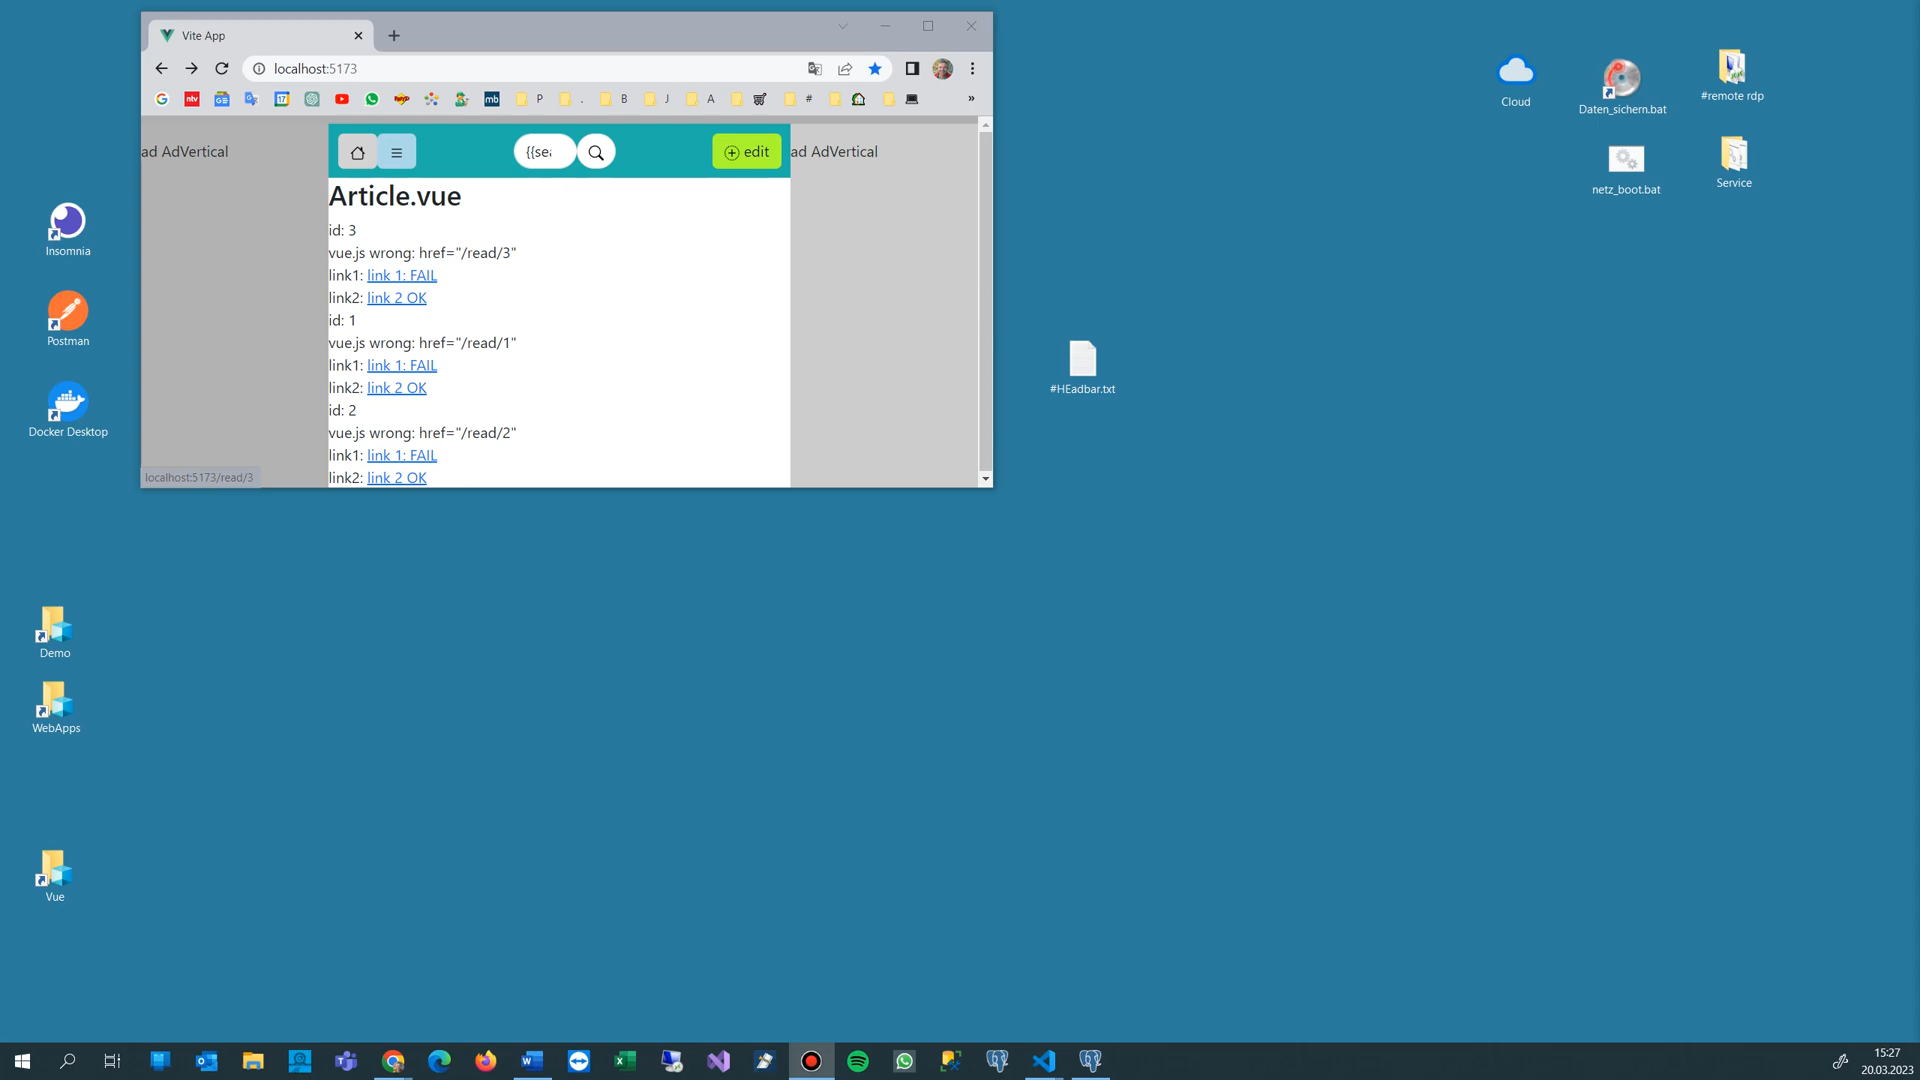 Vite App
localhost:5173
P
.
B
J
A
#
»
ad AdVertical
{{sea
edit
ad AdVertical
Article.vue
id: 3
vue.js wrong: href="/read/3"
link1: link 1: FAIL
link2: link 2 OK
id: 1
vue.js wrong: href="/read/1"
link1: link 1: FAIL
link2: link 2 OK
id: 2
vue.js wrong: href="/read/2"
link1: link 1: FAIL
link2: link 2 OK
localhost:5173/read/3
Cloud
Daten_sichern.bat
#remote rdp
netz_boot.bat
Service
Insomnia
Postman
Docker Desktop
#HEadbar.txt
Demo
WebApps
Vue
15:27
20.03.2023